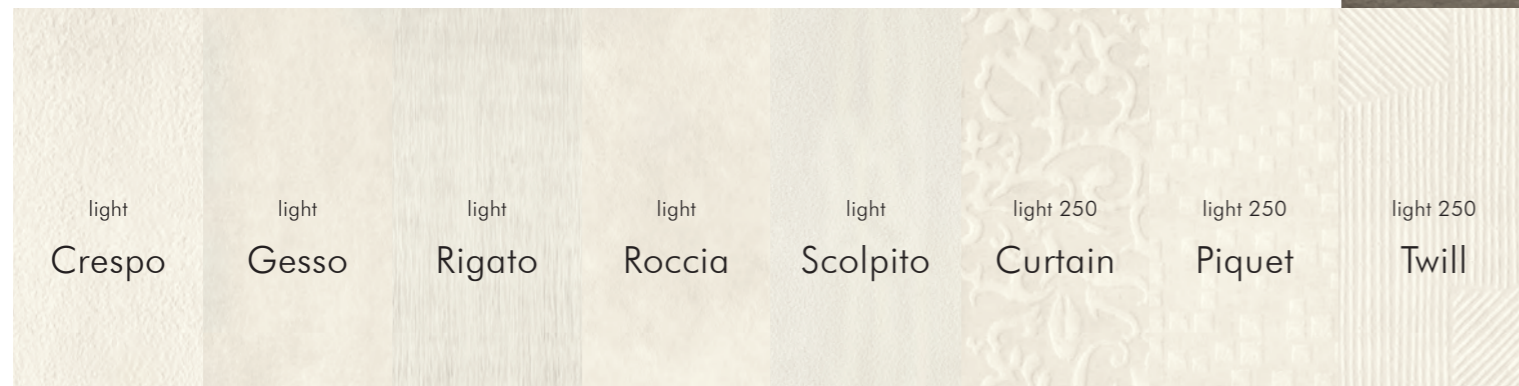 light
Crespo
light
Gesso
light
Rigato
light
Roccia
light
Scolpito
light 250
Curtain
light 250
Piquet
light 250
Twill